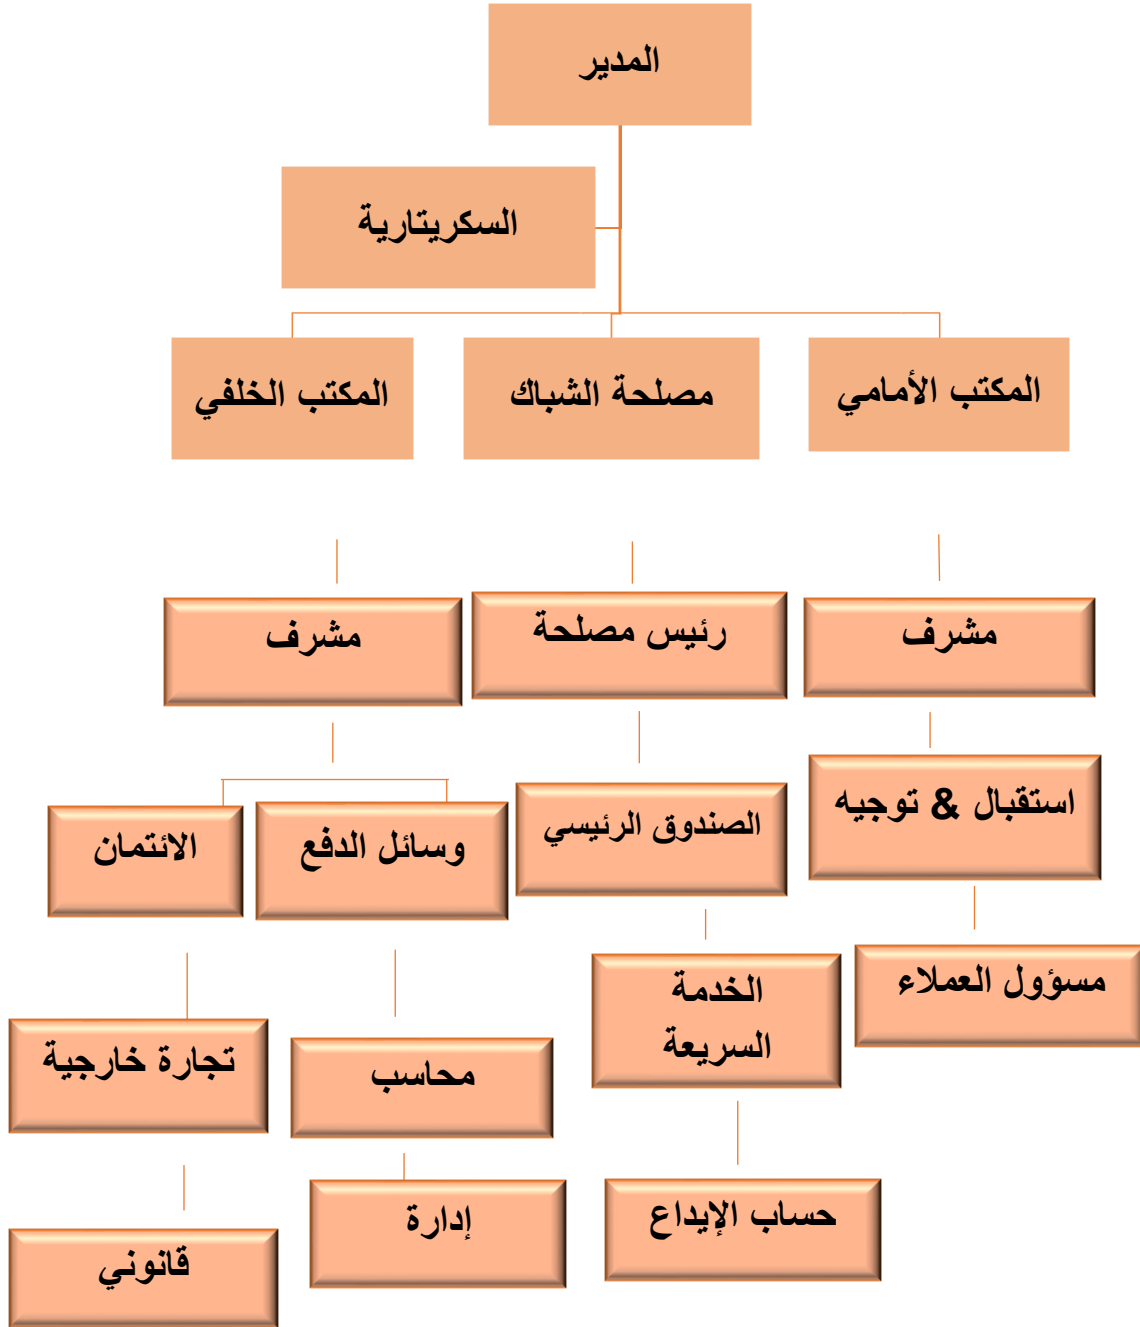 المدير
السكريتارية
المكتب الأمامي
مصلحة الشباك
المكتب الخلفي
مشرف
رئيس مصلحة
مشرف
استقبال & توجيه
الصندوق الرئيسي
وسائل الدفع
الائتمان
مسؤول العملاء
الخدمة
السريعة
محاسب
تجارة خارجية
حساب الإيداع
إدارة
قانوني